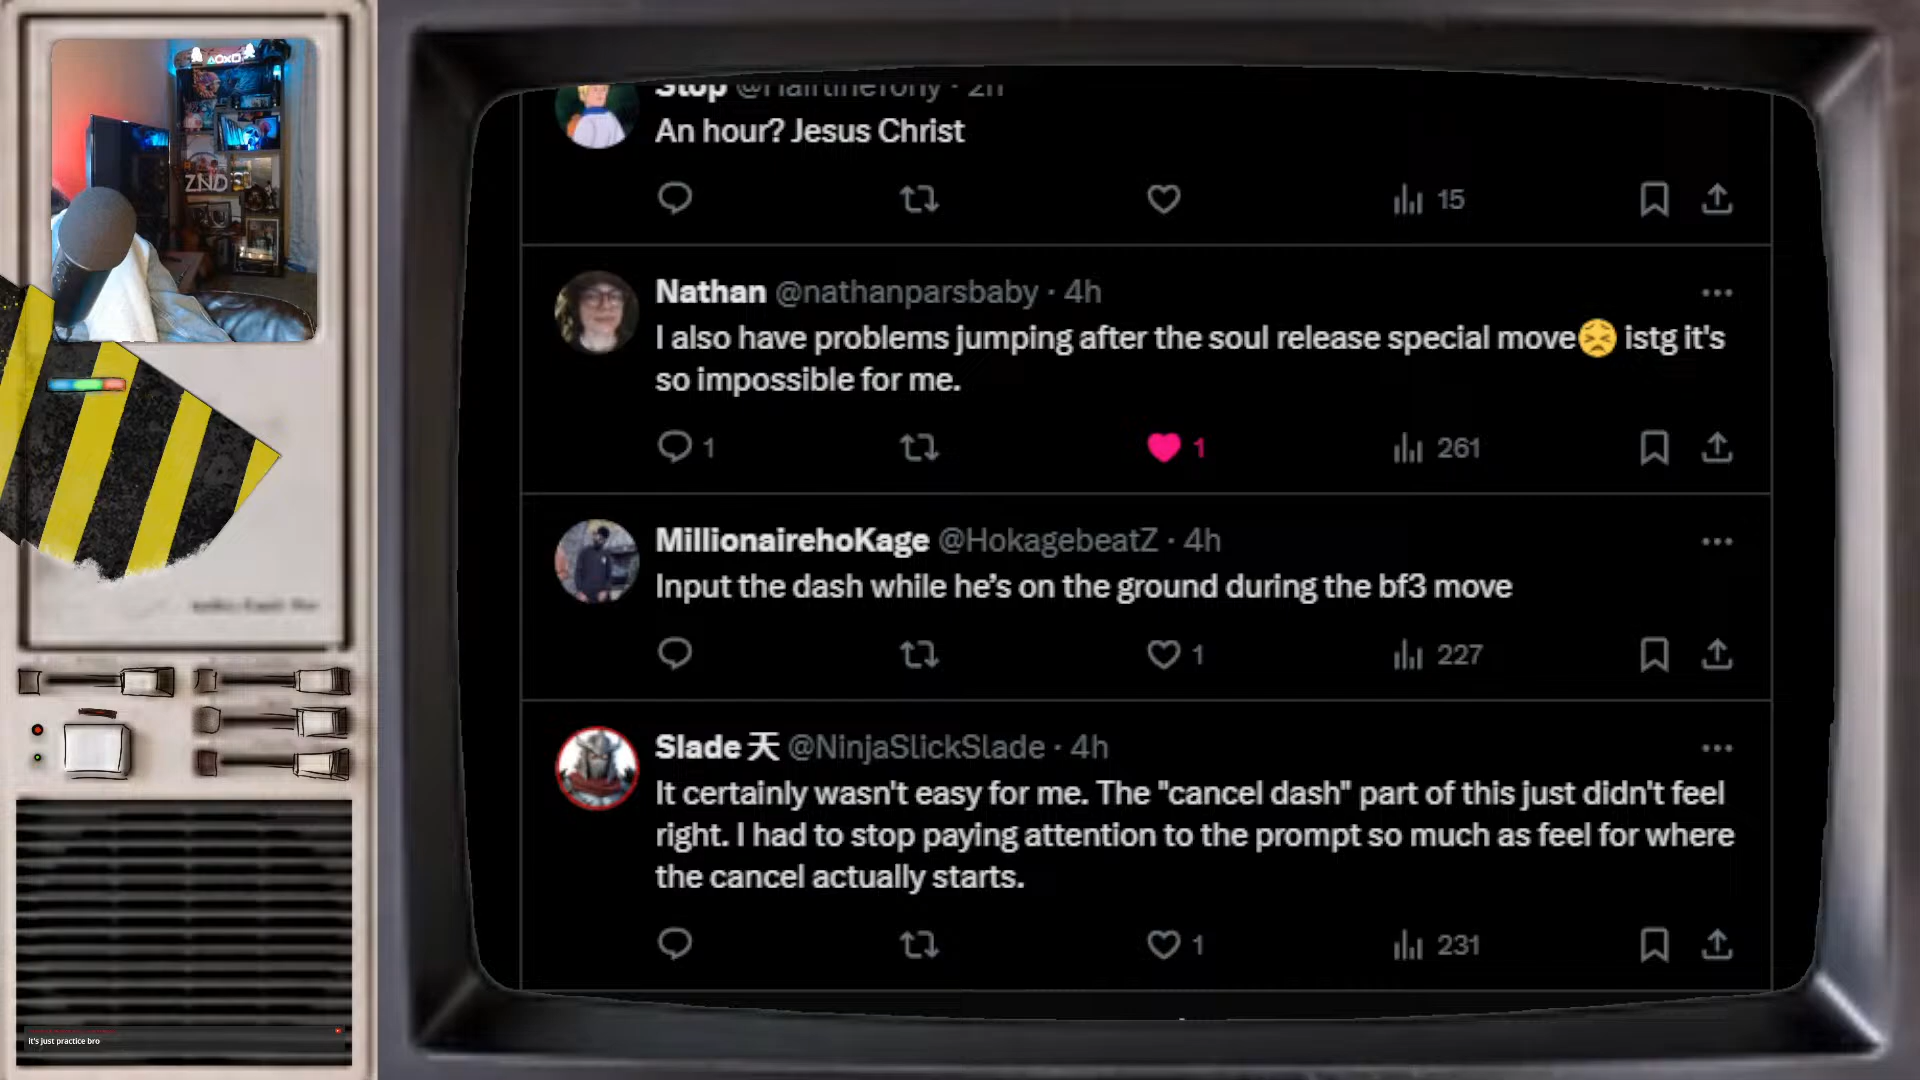 ZND
it's just practice bro
Stop @HairlineTony · 2h
An hour? Jesus Christ
15
Nathan @nathanparsbaby · 4h
I also have problems jumping after the soul release special move😣 istg it's
so impossible for me.
1 1 261
MillionairehoKage @HokagebeatZ · 4h
Input the dash while he's on the ground during the bf3 move
1 227
Slade 天 @NinjaSlickSlade · 4h
It certainly wasn't easy for me. The "cancel dash" part of this just didn't feel
right. I had to stop paying attention to the prompt so much as feel for where
the cancel actually starts.
1 231